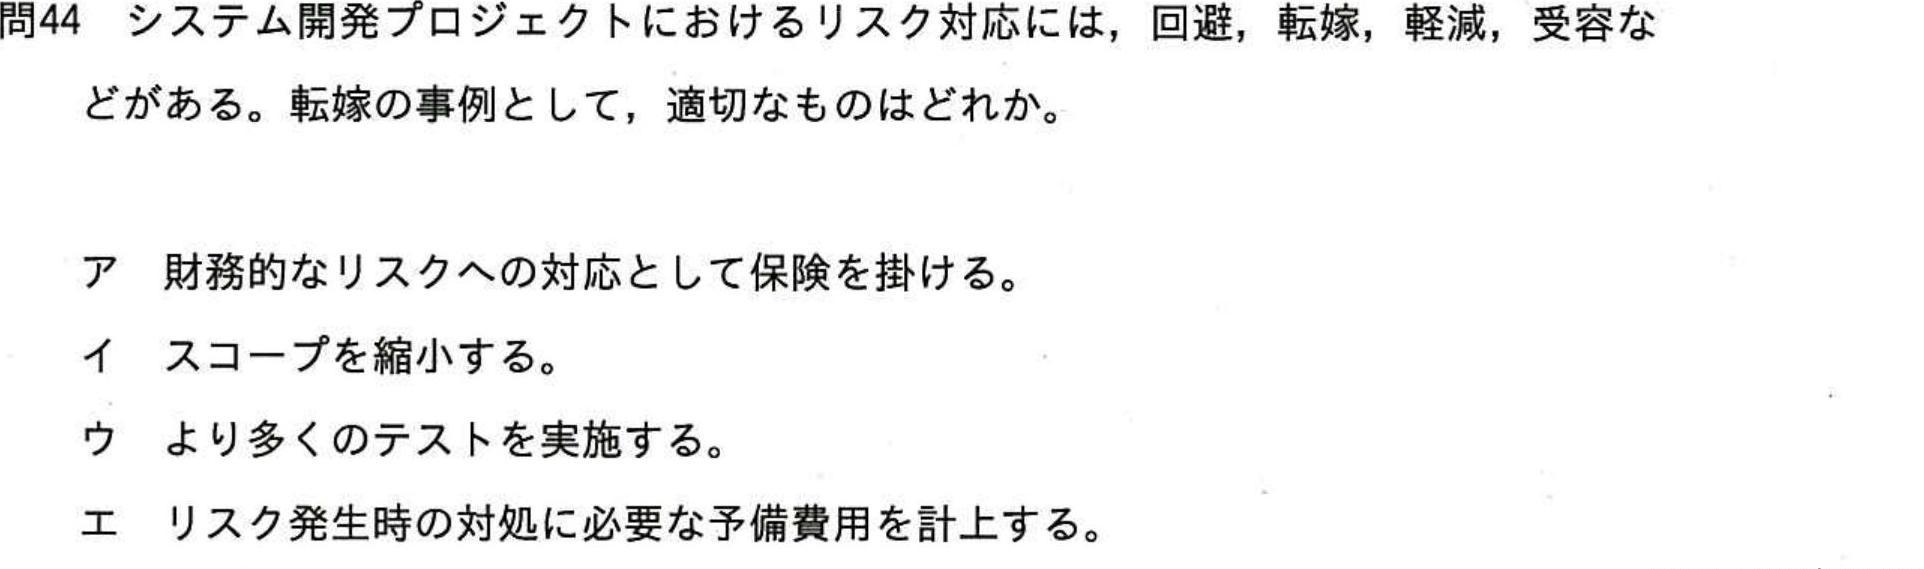 問44 システム開発プロジェクトにおけるリスク対応には，回避，転嫁，軽減，受容な
どがある。転嫁の事例として，適切なものはどれか。
ア 財務的なリスクへの対応として保険を掛ける。
イ スコープを縮小する。
ウ より多くのテストを実施する。
エ リスク発生時の対処に必要な予備費用を計上する。